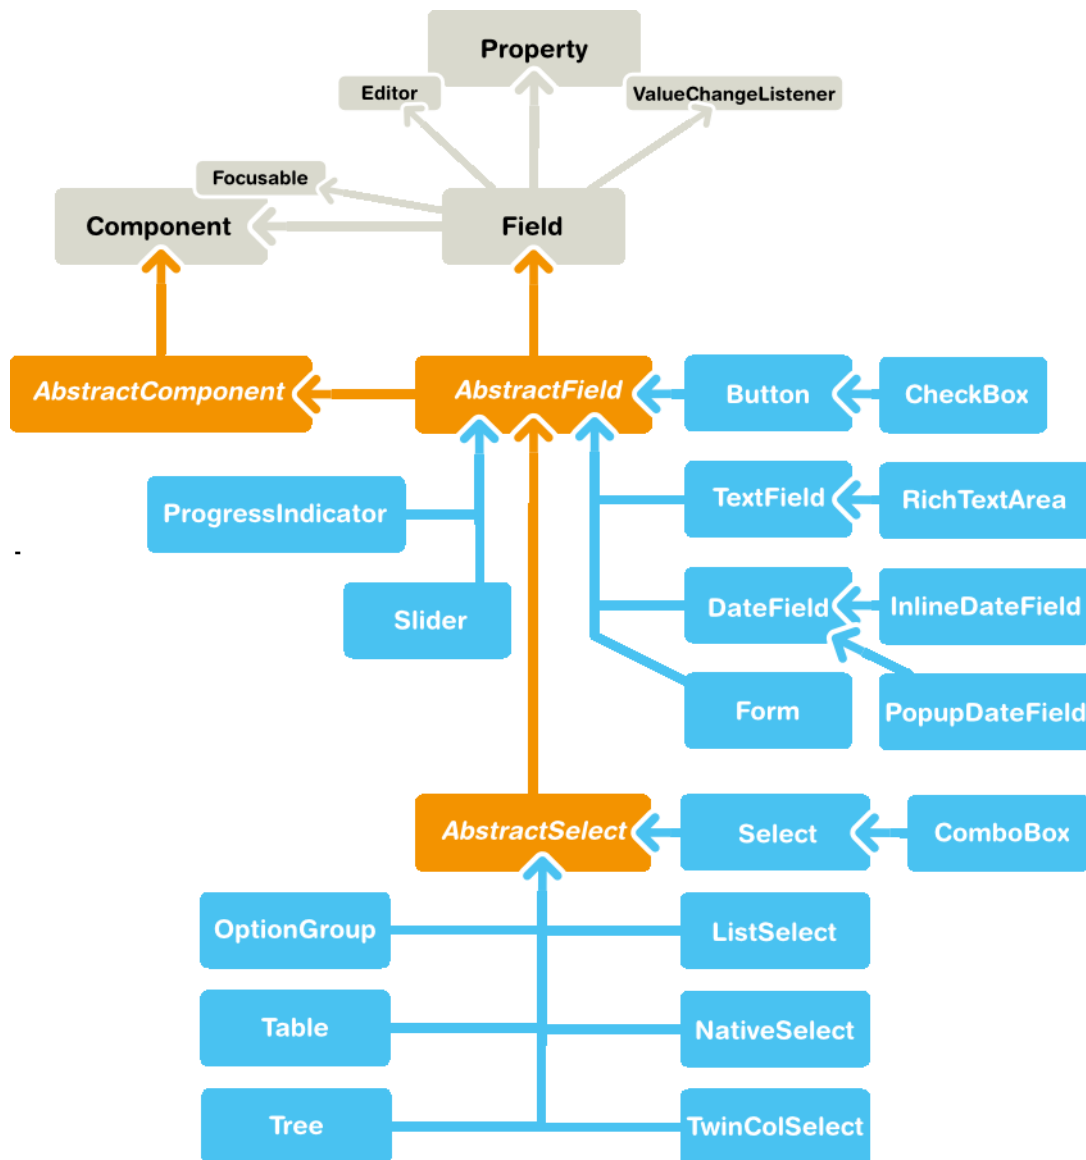 Property
Editor
ValueChangeListener
Focusable
Component
Field
AbstractComponent
AbstractField
Button
CheckBox
ProgressIndicator
TextField
RichTextArea
-
Slider
DateField
InlineDateField
Form
PopupDateField
AbstractSelect
Select
ComboBox
OptionGroup
ListSelect
Table
NativeSelect
Tree
TwinColSelect